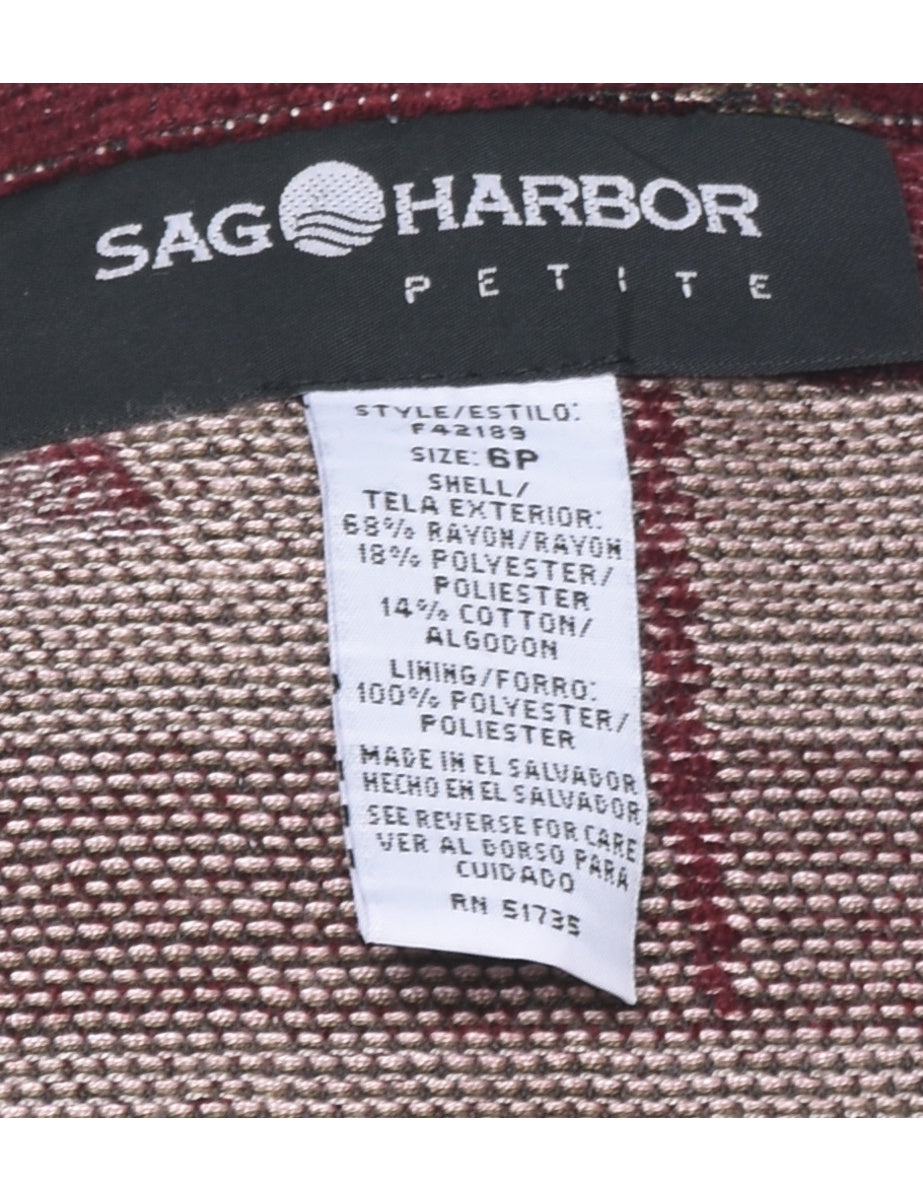 SAG HARBOR
PETITE
STYLE/ESTILO:
F42189
SIZE: 6P
SHELL/
TELA EXTERIOR:
68% RAYON/RAYON
18% POLYESTER/
POLIESTER
14% COTTON/
ALGODON
LINING/FORRO:
100% POLYESTER/
POLIESTER
MADE IN EL SALVADOR
HECHO EN EL SALVADOR
SEE REVERSE FOR CARE
VER AL DORSO PARA
CUIDADO
RN 51735